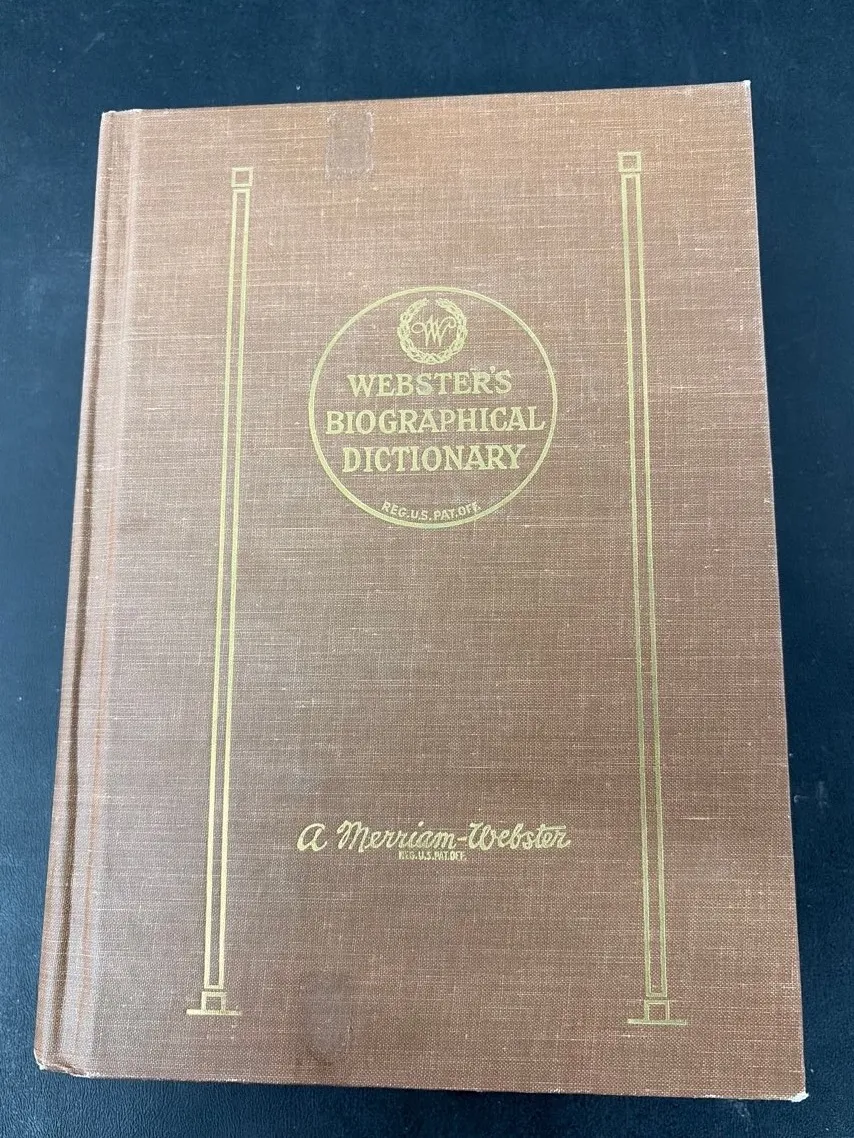 W
WEBSTER'S
BIOGRAPHICAL
DICTIONARY
REG.U.S.PAT.OFF.
A Merriam-Webster
REG.U.S.PAT.OFF.